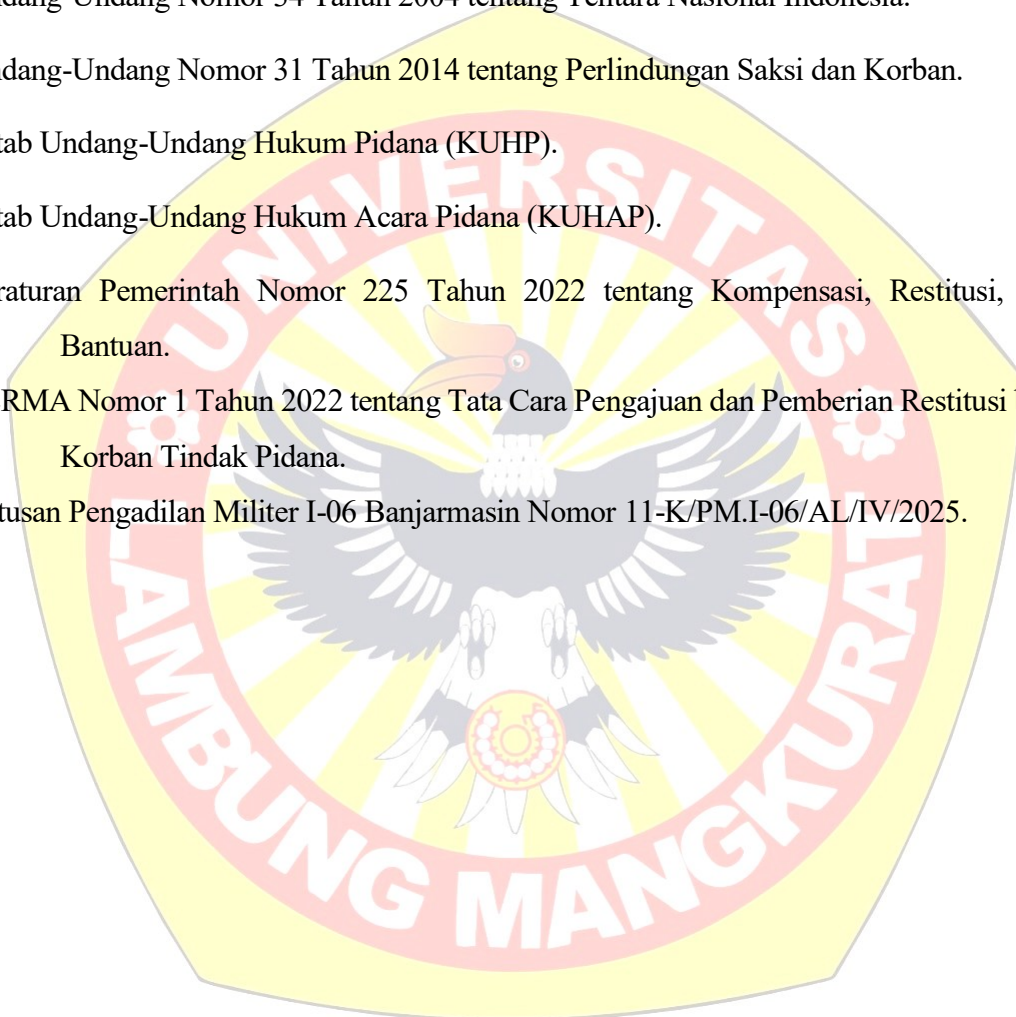 ndang-Undang Nomor 34 Tahun 2004 tentang Tentara Nasional Indonesia.
ndang-Undang Nomor 31 Tahun 2014 tentang Perlindungan Saksi dan Korban.
tab Undang-Undang Hukum Pidana (KUHP).
tab Undang-Undang Hukum Acara Pidana (KUHAP).
raturan Pemerintah Nomor 225 Tahun 2022 tentang Kompensasi, Restitusi,
Bantuan.
RMA Nomor 1 Tahun 2022 tentang Tata Cara Pengajuan dan Pemberian Restitusi
Korban Tindak Pidana.
tusan Pengadilan Militer I-06 Banjarmasin Nomor 11-K/PM.I-06/AL/IV/2025.
UNIVERSITAS
LAMBUNG MANGKURAT